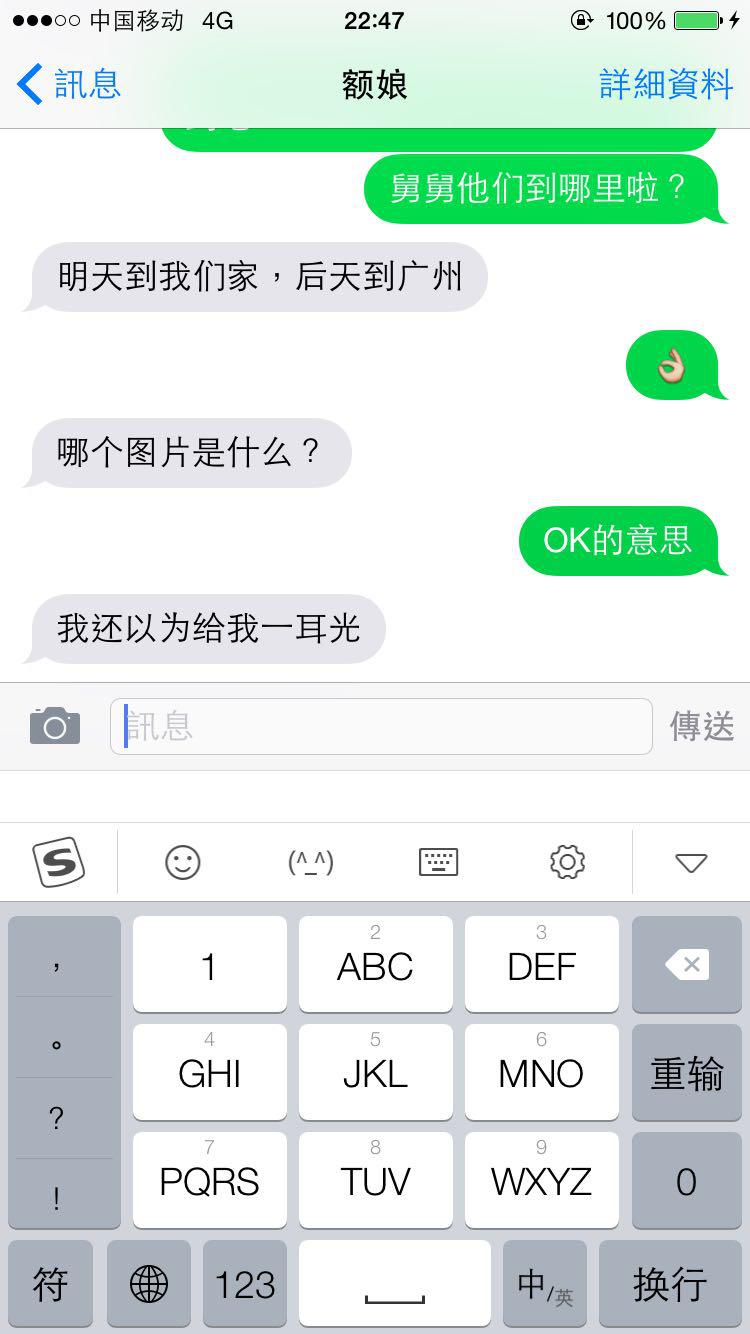 中国移动 4G 22:47 100%
訊息 额娘 詳細資料
舅舅他们到哪里啦？
明天到我们家，后天到广州
👌
哪个图片是什么？
OK的意思
我还以为给我一耳光
訊息 傳送
S (^_^)
， 1 2 ABC 3 DEF
。 4 GHI 5 JKL 6 MNO 重输
？ 7 PQRS 8 TUV 9 WXYZ 0
！
符 123 中/英 换行